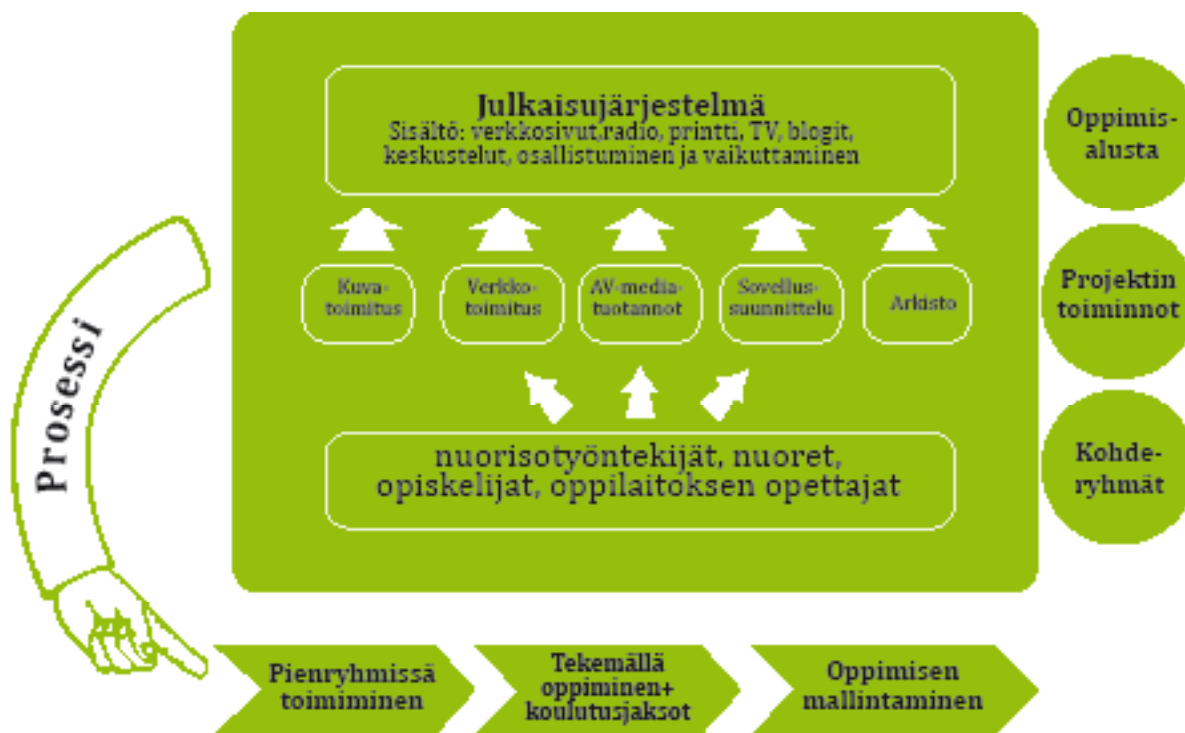 Julkaisujärjestelmä
Sisältö: verkkosivut,radio, printti, TV, blogit,
keskustelut, osallistuminen ja vaikuttaminen
Oppimis-
alusta
Kuva-
toimitus
Verkko-
toimitus
AV-media-
tuotannot
Sovellus-
suunnittelu
Arkisto
Projektin
toiminnot
nuorisotyöntekijät, nuoret,
opiskelijat, oppilaitoksen opettajat
Kohde-
ryhmät
Prosessi
Pienryhmissä
toimiminen
Tekemällä
oppiminen+
koulutusjaksot
Oppimisen
mallintaminen